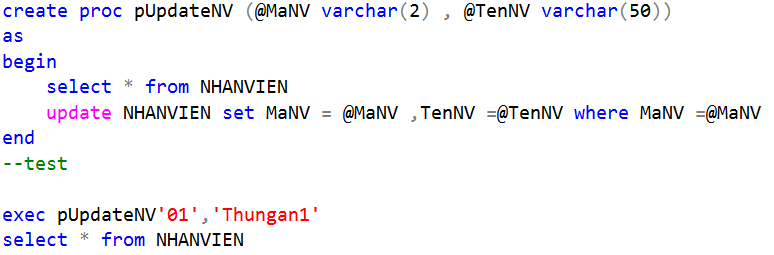 create proc pUpdateNV (@MaNV varchar(2) , @TenNV varchar(50))
as
begin
    select * from NHANVIEN
    update NHANVIEN set MaNV = @MaNV ,TenNV =@TenNV where MaNV =@MaNV
end
--test

exec pUpdateNV'01','Thungan1'
select * from NHANVIEN